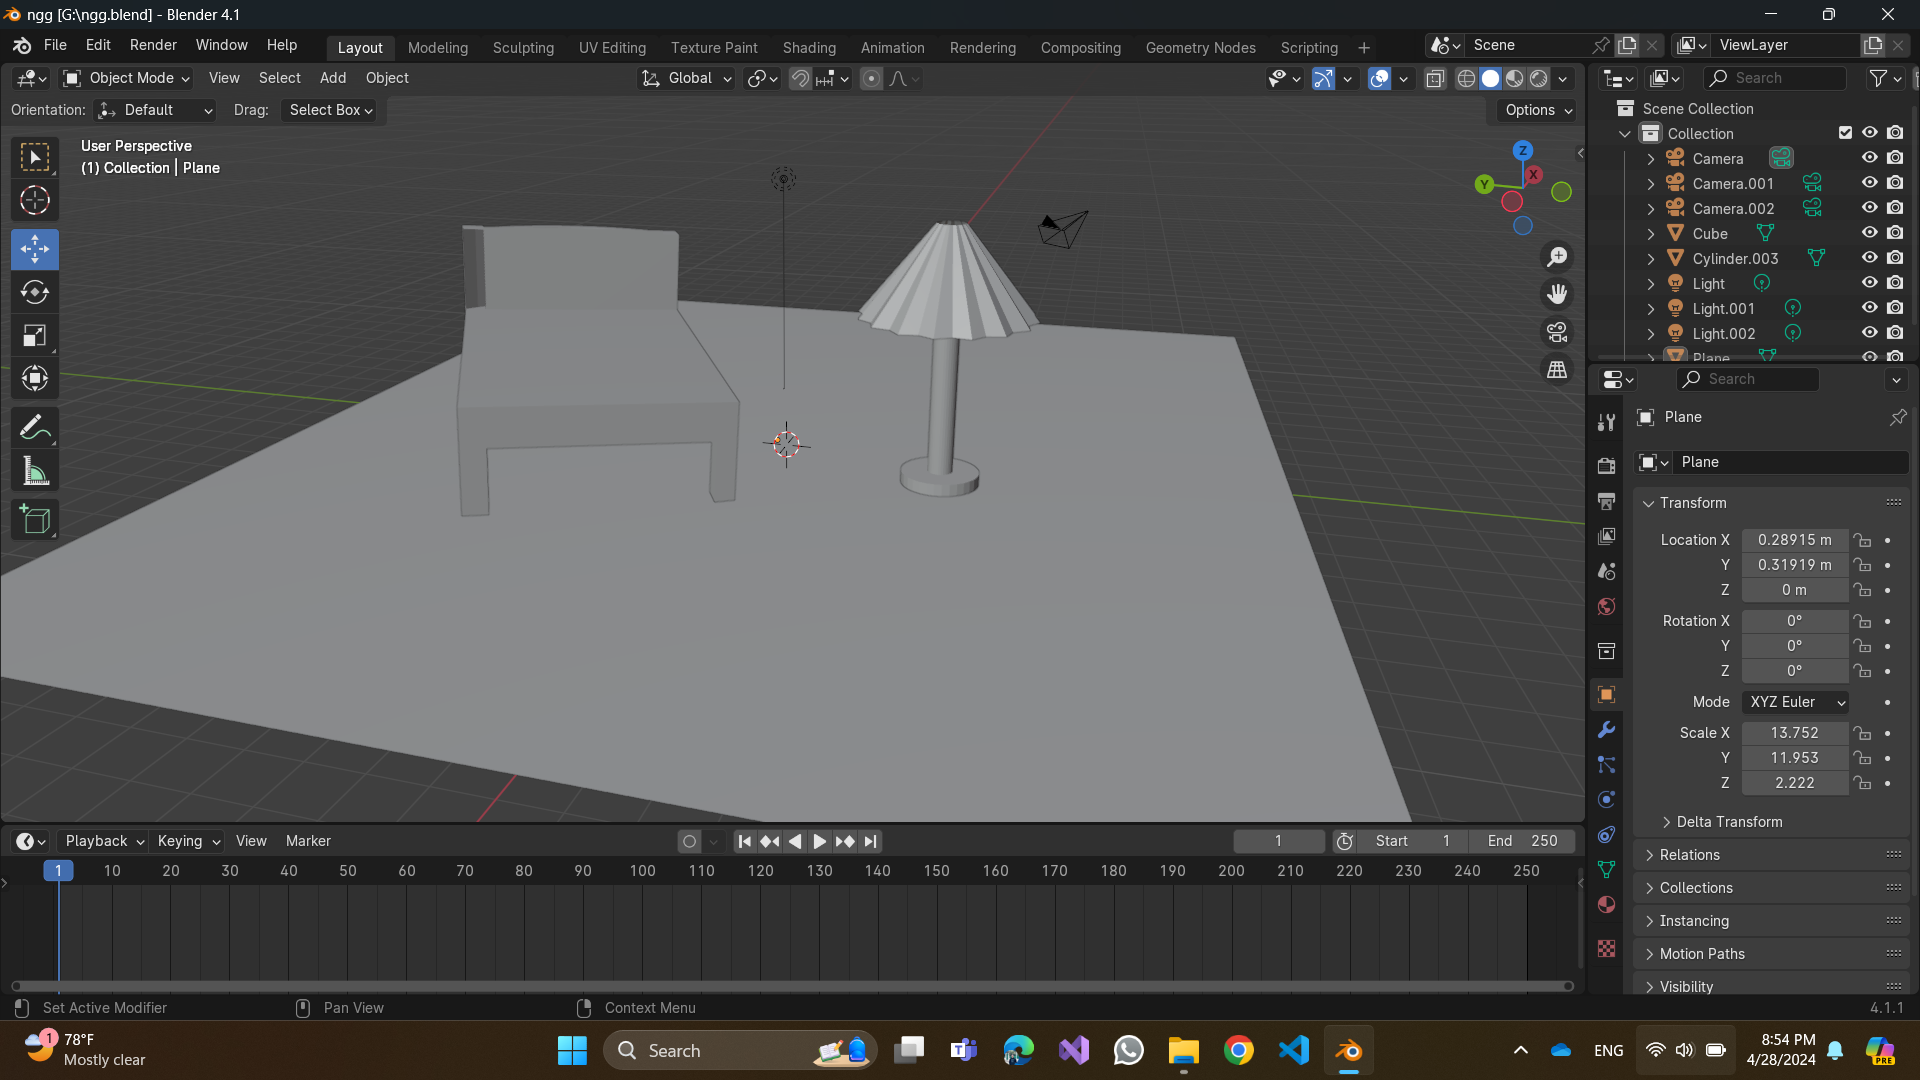 ngg [G:\ngg.blend] - Blender 4.1
File Edit Render Window Help
Layout Modeling Sculpting UV Editing Texture Paint Shading Animation Rendering Compositing Geometry Nodes Scripting +
Scene
ViewLayer
Object Mode View Select Add Object
Global
Search
Orientation: Default Drag: Select Box
Options
User Perspective
(1) Collection | Plane
Z
Y
X
Scene Collection
Collection
Camera
Camera.001
Camera.002
Cube
Cylinder.003
Light
Light.001
Light.002
Plane
Search
Plane
Plane
Transform
Location X 0.28915 m
Y 0.31919 m
Z 0 m
Rotation X 0°
Y 0°
Z 0°
Mode XYZ Euler
Scale X 13.752
Y 11.953
Z 2.222
Delta Transform
Relations
Collections
Instancing
Motion Paths
Visibility
Playback Keying View Marker
1
Start 1 End 250
1 10 20 30 40 50 60 70 80 90 100 110 120 130 140 150 160 170 180 190 200 210 220 230 240 250
Set Active Modifier
Pan View
Context Menu
4.1.1
1
78°F
Mostly clear
Search
ENG
8:54 PM
4/28/2024
PRE